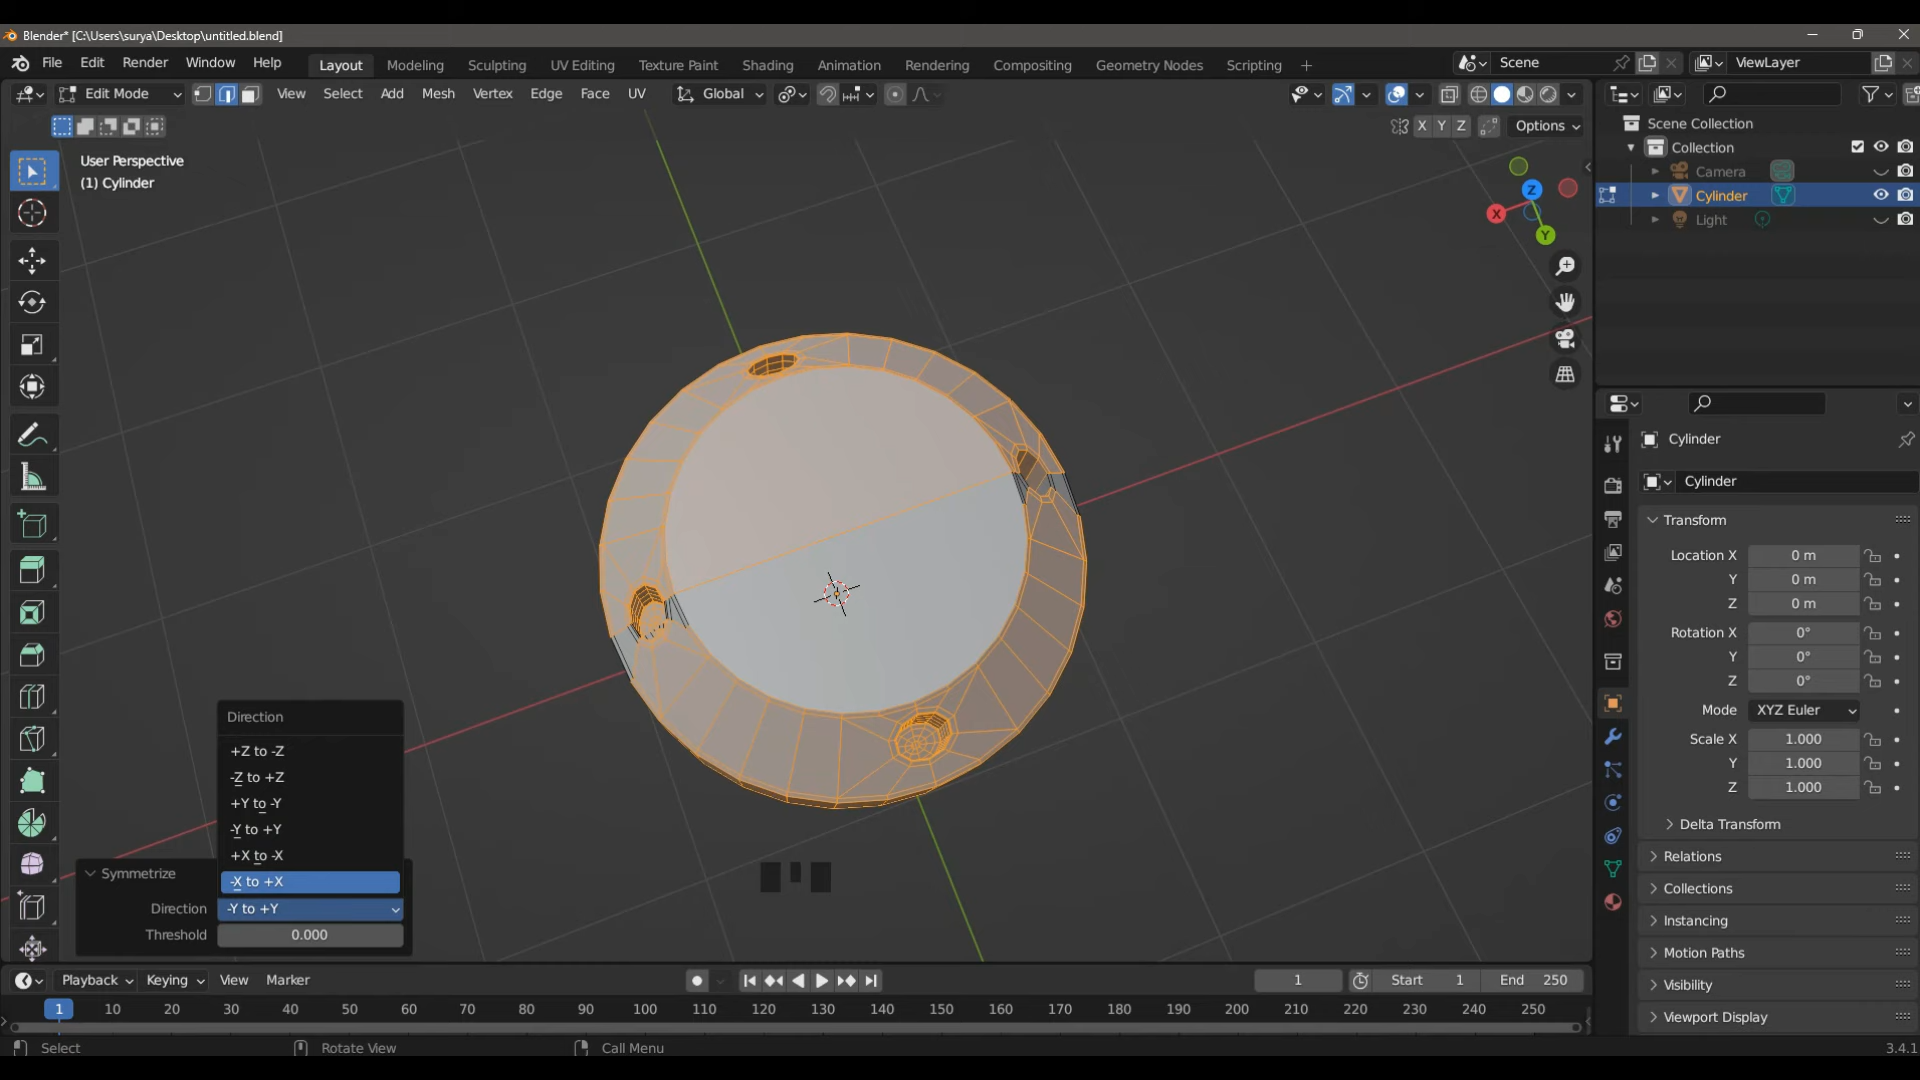 Blender* [C:\Users\surya\Desktop\untitled.blend]
File Edit Render Window Help Layout Modeling Sculpting UV Editing Texture Paint Shading Animation Rendering Compositing Geometry Nodes Scripting + Scene ViewLayer
Edit Mode View Select Add Mesh Vertex Edge Face UV Global
X Y Z Options
User Perspective
(1) Cylinder
Z
X
Y
Scene Collection
Collection
Camera
Cylinder
Light
Cylinder
Cylinder
Transform
Location X 0 m
Y 0 m
Z 0 m
Rotation X 0°
Y 0°
Z 0°
Mode XYZ Euler
Scale X 1.000
Y 1.000
Z 1.000
Delta Transform
Relations
Collections
Instancing
Motion Paths
Visibility
Viewport Display
Direction
+Z to -Z
-Z to +Z
+Y to -Y
-Y to +Y
+X to -X
-X to +X
Symmetrize
Direction -Y to +Y
Threshold 0.000
Playback Keying View Marker 1 Start 1 End 250
1 10 20 30 40 50 60 70 80 90 100 110 120 130 140 150 160 170 180 190 200 210 220 230 240 250
Select Rotate View Call Menu 3.4.1